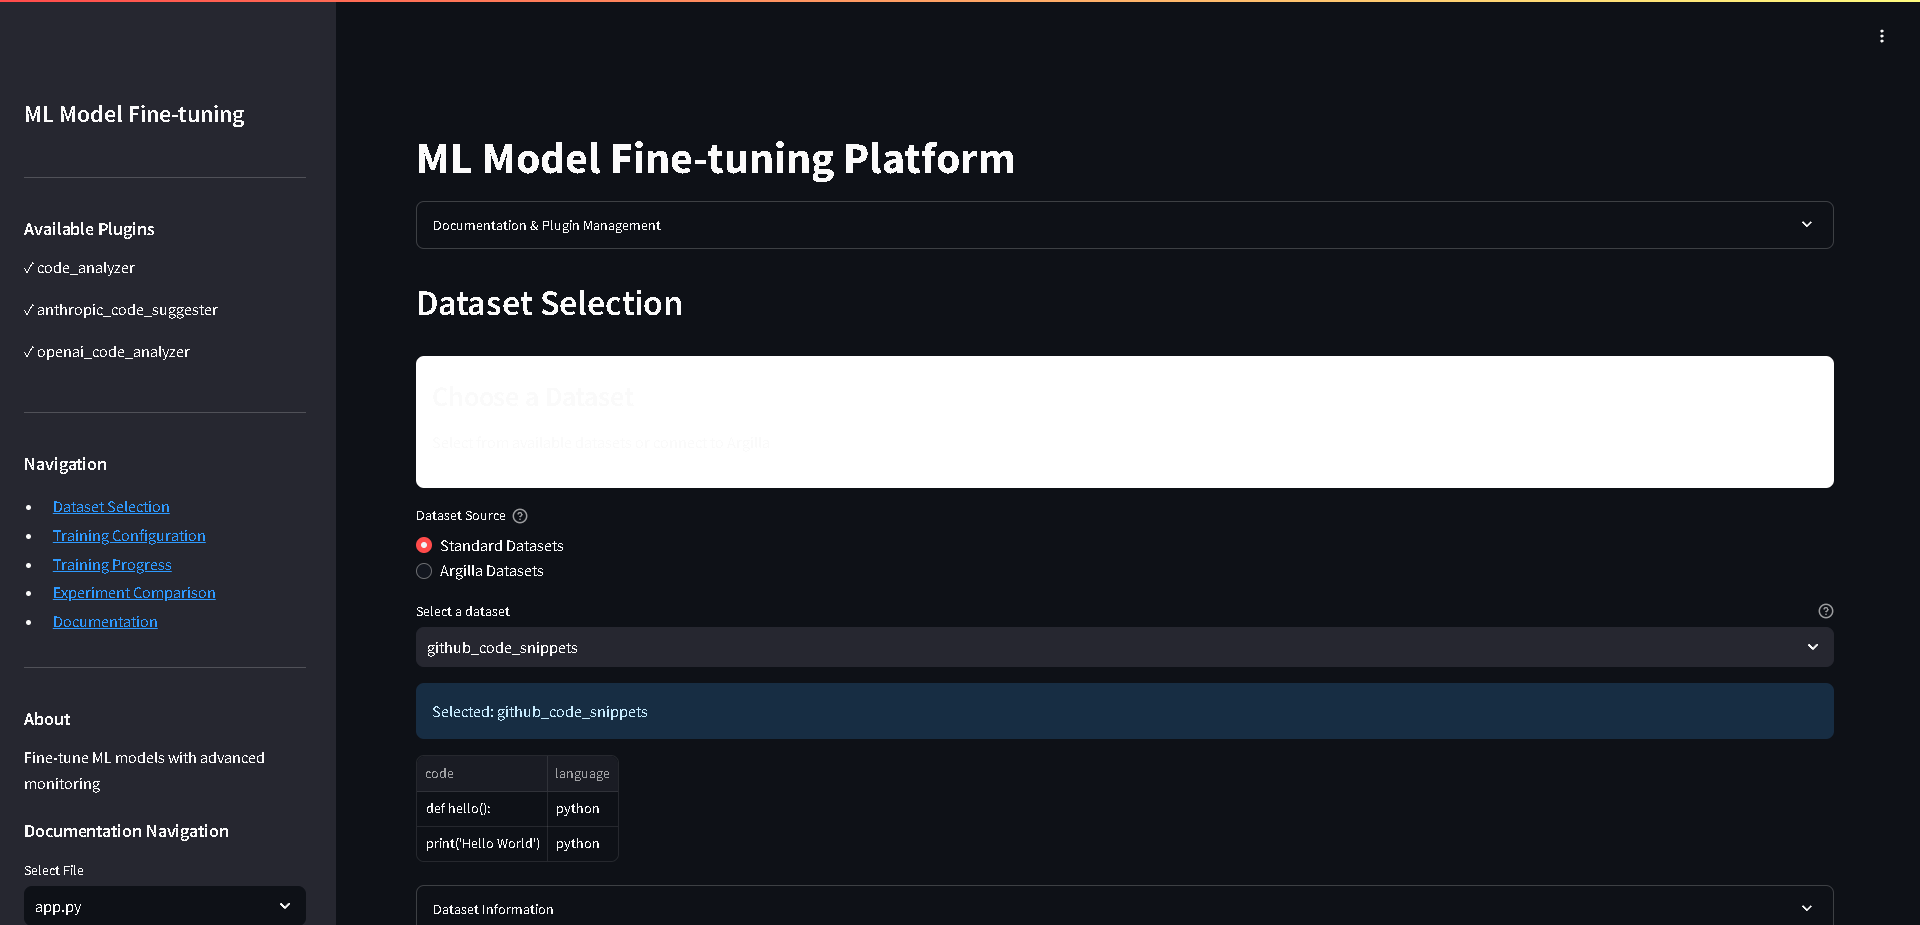 ML Model Fine-tuning
Available Plugins
✓ code_analyzer
✓ anthropic_code_suggester
✓ openai_code_analyzer
Navigation
• Dataset Selection
• Training Configuration
• Training Progress
• Experiment Comparison
• Documentation
About
Fine-tune ML models with advanced
monitoring
Documentation Navigation
Select File
app.py
ML Model Fine-tuning Platform
Documentation & Plugin Management
Dataset Selection
Choose a Dataset
Select from available datasets or connect to Argilla
Dataset Source
Standard Datasets
Argilla Datasets
Select a dataset
github_code_snippets
Selected: github_code_snippets
code language
def hello(): python
print('Hello World') python
Dataset Information